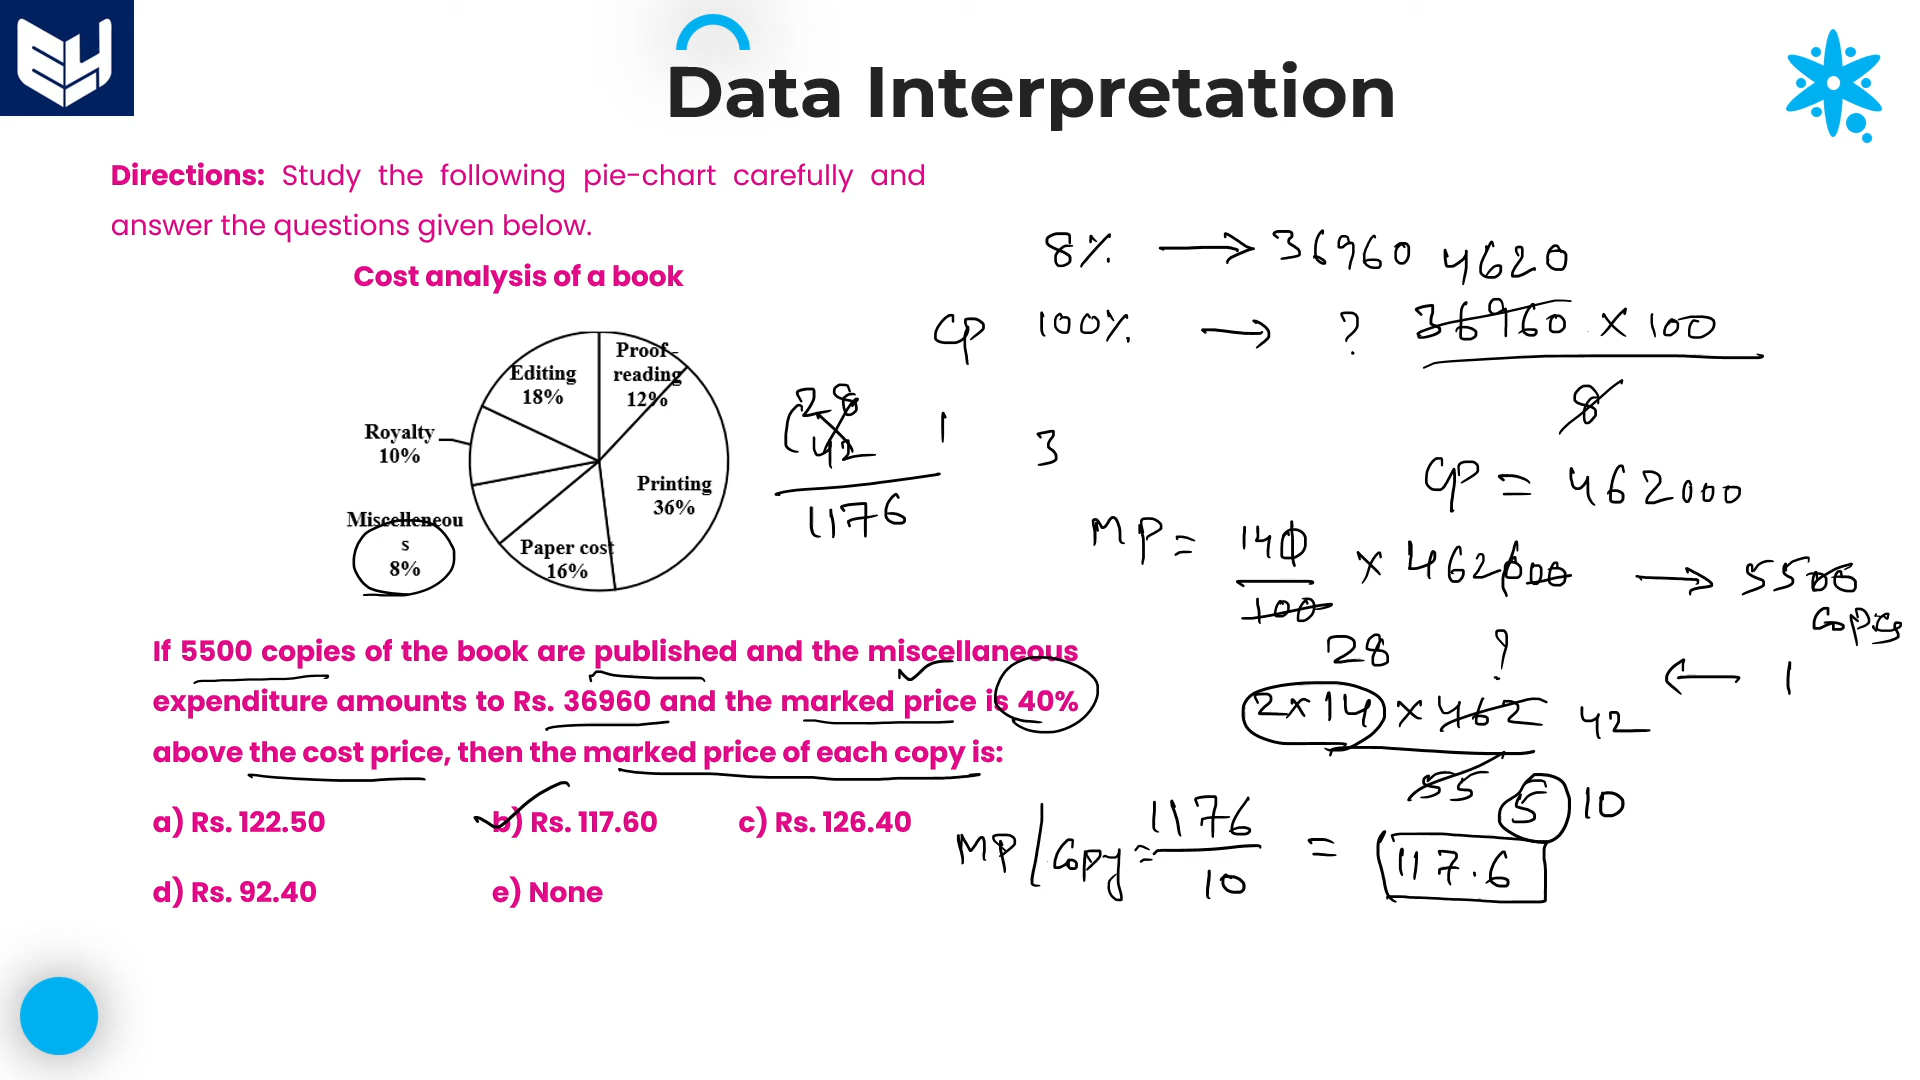 Data Interpretation
Directions: Study the following pie-chart carefully and
answer the questions given below.
Cost analysis of a book
Editing
18%
Proof-
reading
12%
Royalty
10%
Printing
36%
Miscelleneou
s
8%
Paper cost
16%
If 5500 copies of the book are published and the miscellaneous
expenditure amounts to Rs. 36960 and the marked price is 40%
above the cost price, then the marked price of each copy is:
a) Rs. 122.50 b) Rs. 117.60 c) Rs. 126.40
d) Rs. 92.40 e) None
8% → 36960 4620
CP 100% → ? 36960 × 100
8
28 1 3
42
1176
CP = 462000
MP = 140 × 462000 → 5500
100 copies
28 ? ← 1
2×14 × 462 42
55 5 10
MP/Copy = 1176 = 117.6
10